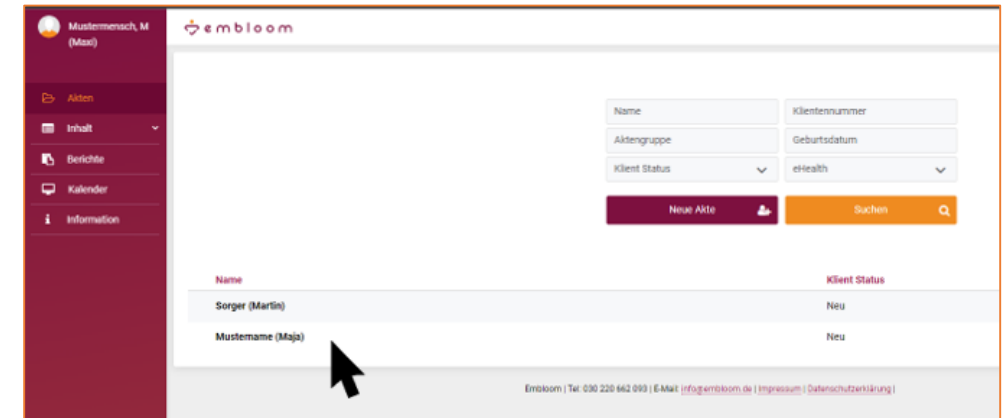 Mustermensch, M
(Maxi)
embloom
Akten
Inhalt
Berichte
Kalender
Information
Name
Klientennummer
Aktengruppe
Geburtsdatum
Klient Status
eHealth
Neue Akte
Suchen
Name
Klient Status
Sorger (Martin)
Neu
Mustername (Maja)
Neu
Embloom | Tel: 030 220 662 093 | E-Mail: info@embloom.de | Impressum | Datenschutzerklärung |